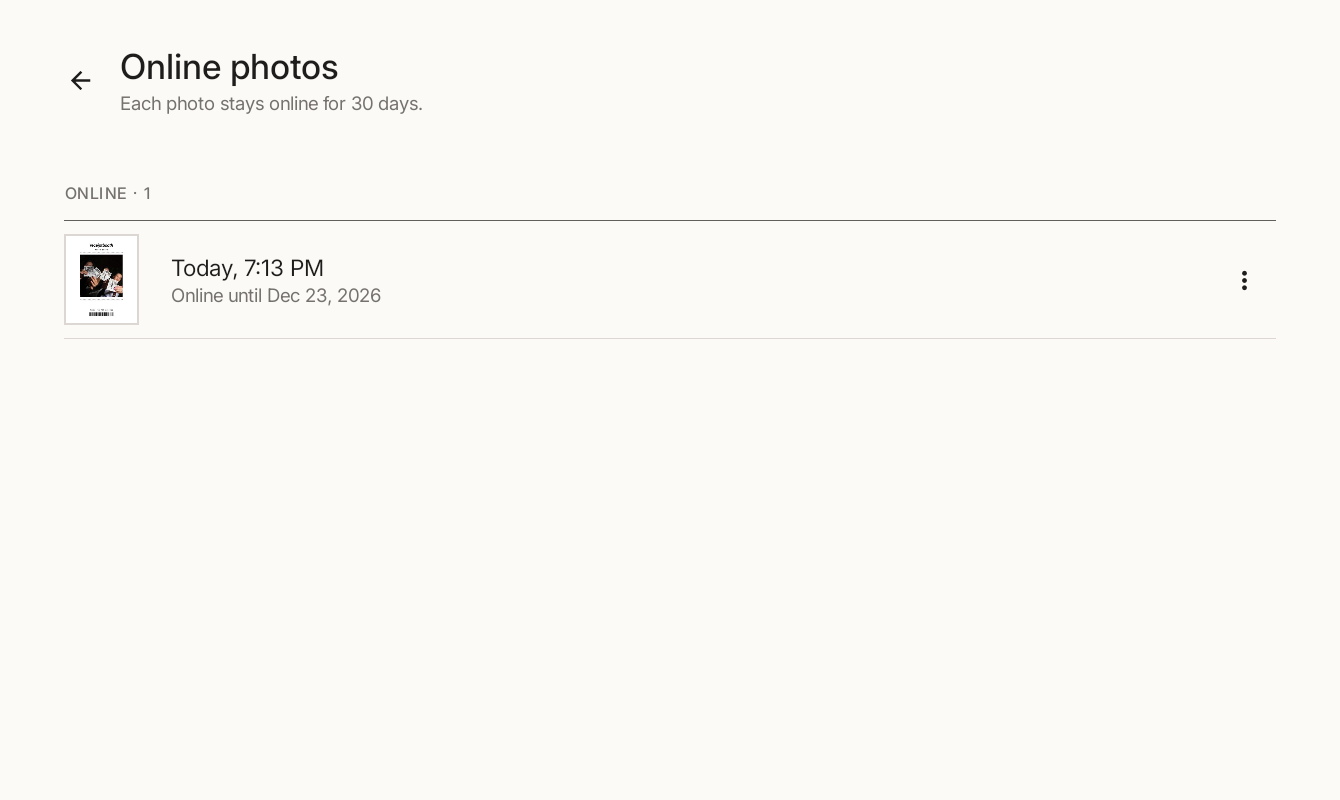 Online photos
Each photo stays online for 30 days.
ONLINE · 1
Today, 7:13 PM
Online until Dec 23, 2026